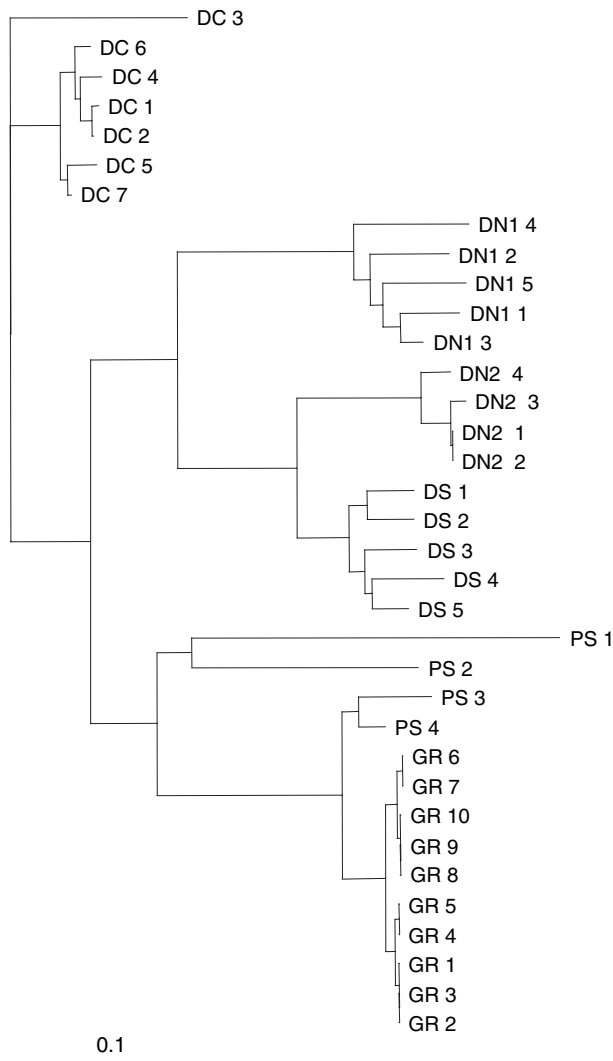 DC 3
DC 6
DC 4
DC 1
DC 2
DC 5
DC 7
DN1 4
DN1 2
DN1 5
DN1 1
DN1 3
DN2  4
DN2  3
DN2  1
DN2  2
DS 1
DS 2
DS 3
DS 4
DS 5
PS 1
PS 2
PS 3
PS 4
GR 6
GR 7
GR 10
GR 9
GR 8
GR 5
GR 4
GR 1
GR 3
GR 2
0.1